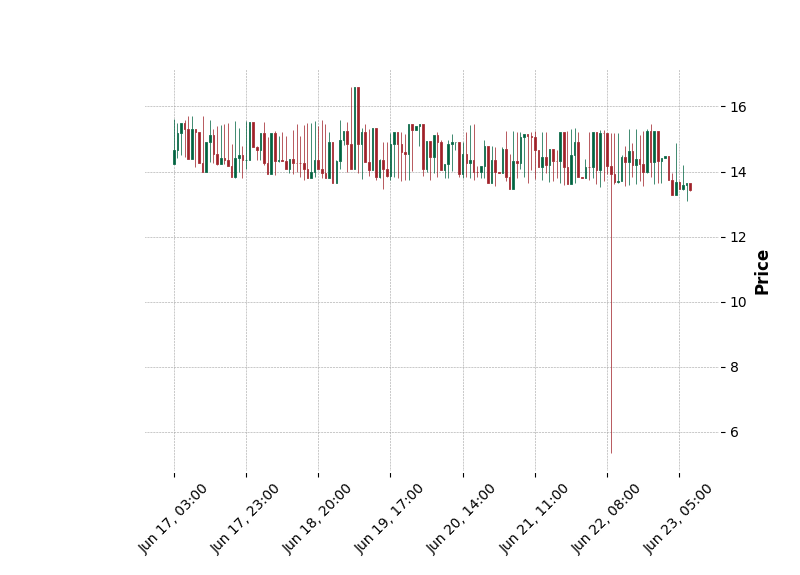 16
14
12
10
8
6
Price
Jun 17, 03:00
Jun 17, 23:00
Jun 18, 20:00
Jun 19, 17:00
Jun 20, 14:00
Jun 21, 11:00
Jun 22, 08:00
Jun 23, 05:00